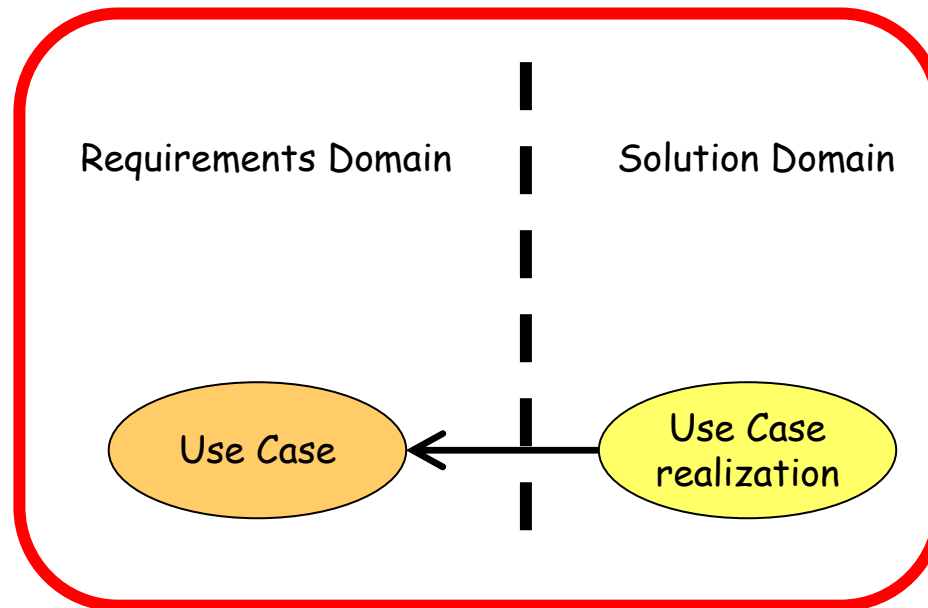 Requirements Domain
Solution Domain
Use Case
Use Case
realization